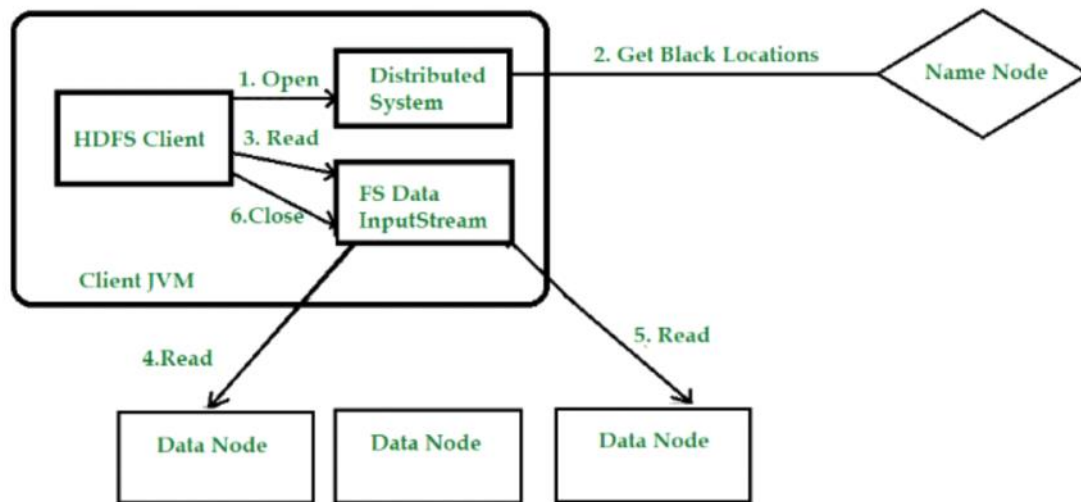 1. Open
Distributed
System
2. Get Black Locations
Name Node
HDFS Client
3. Read
FS Data
InputStream
6.Close
Client JVM
4.Read
5. Read
Data Node
Data Node
Data Node